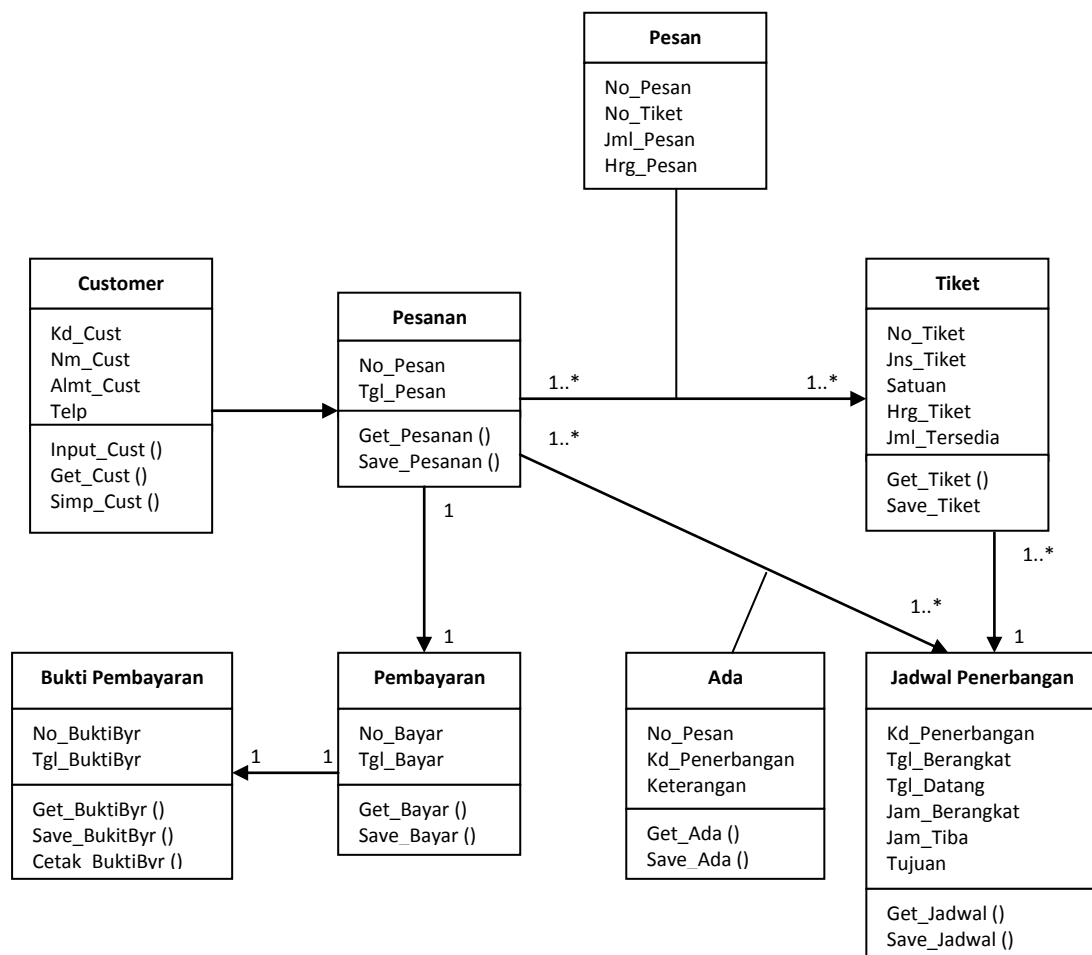 Pesan
No_Pesan
No_Tiket
Jml_Pesan
Hrg_Pesan
Customer
Kd_Cust
Nm_Cust
Almt_Cust
Telp
Input_Cust ()
Get_Cust ()
Simp_Cust ()
Pesanan
No_Pesan
Tgl_Pesan
Get_Pesanan ()
Save_Pesanan ()
1..*
1..*
Tiket
No_Tiket
Jns_Tiket
Satuan
Hrg_Tiket
Jml_Tersedia
Get_Tiket ()
Save_Tiket
1..*
1..*
1
1
1..*
1
Bukti Pembayaran
No_BuktiByr
Tgl_BuktiByr
Get_BuktiByr ()
Save_BukitByr ()
Cetak_BuktiByr ()
1
1
Pembayaran
No_Bayar
Tgl_Bayar
Get_Bayar ()
Save_Bayar ()
Ada
No_Pesan
Kd_Penerbangan
Keterangan
Get_Ada ()
Save_Ada ()
Jadwal Penerbangan
Kd_Penerbangan
Tgl_Berangkat
Tgl_Datang
Jam_Berangkat
Jam_Tiba
Tujuan
Get_Jadwal ()
Save_Jadwal ()